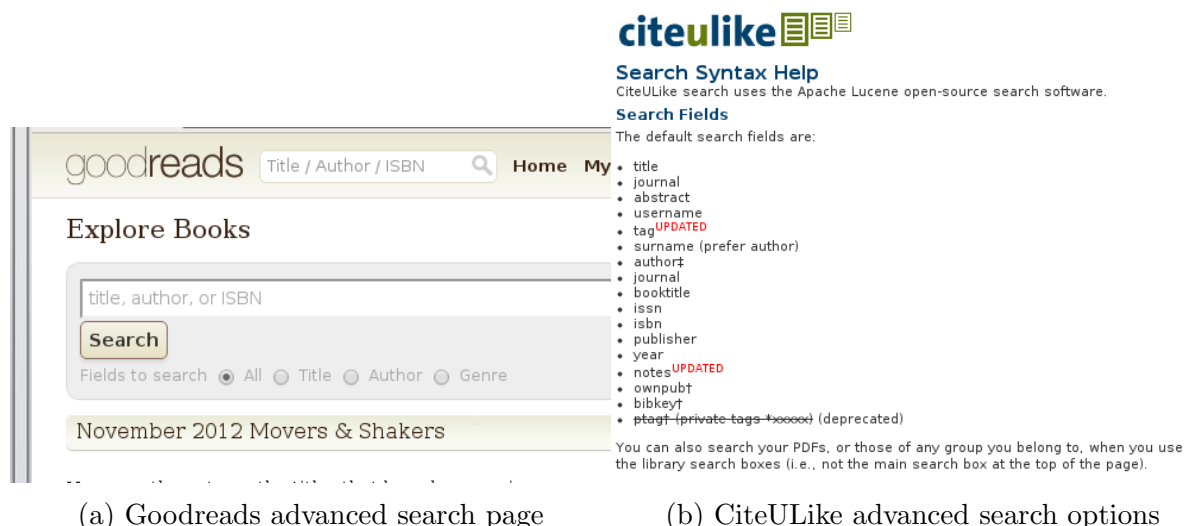 goodreads
Title / Author / ISBN
Home My
Explore Books
title, author, or ISBN
Search
Fields to search All Title Author Genre
November 2012 Movers & Shakers
(a) Goodreads advanced search page
citeulike
Search Syntax Help
CiteULike search uses the Apache Lucene open-source search software.
Search Fields
The default search fields are:
• title
• journal
• abstract
• username
• tagUPDATED
• surname (prefer author)
• author‡
• journal
• booktitle
• issn
• isbn
• publisher
• year
• notesUPDATED
• ownpub†
• bibkey†
• ptag† (private tags *xxxxx) (deprecated)
You can also search your PDFs, or those of any group you belong to, when you use
the library search boxes (i.e., not the main search box at the top of the page).
(b) CiteULike advanced search options